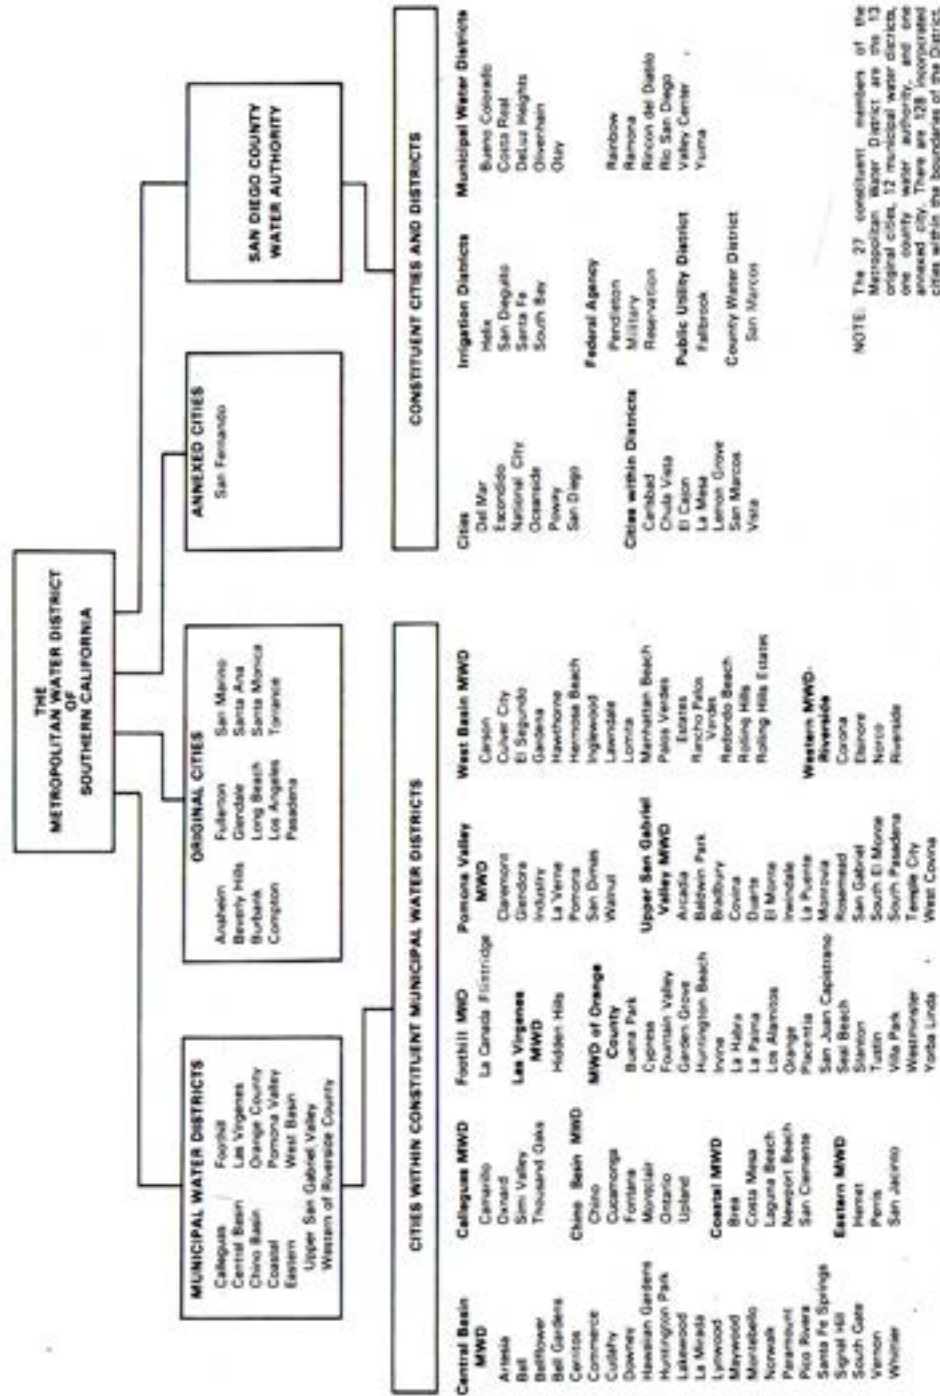 THE
METROPOLITAN WATER DISTRICT
OF
SOUTHERN CALIFORNIA
MUNICIPAL WATER DISTRICTS
Calleguas
Central Basin
Chino Basin
Coastal
Eastern
Foothill
Las Virgenes
Orange County
Pomona Valley
West Basin
Upper San Gabriel Valley
Western of Riverside County
ORIGINAL CITIES
Anaheim
Beverly Hills
Burbank
Compton
Fullerton
Glendale
Long Beach
Los Angeles
Pasadena
San Marino
Santa Ana
Santa Monica
Torrance
ANNEXED CITIES
San Fernando
SAN DIEGO COUNTY
WATER AUTHORITY
CITIES WITHIN CONSTITUENT MUNICIPAL WATER DISTRICTS
Central Basin
MWD
Artesia
Bell
Bellflower
Bell Gardens
Cerritos
Commerce
Cudahy
Downey
Hawaiian Gardens
Huntington Park
Lakewood
La Mirada
Lynwood
Maywood
Montebello
Norwalk
Paramount
Pico Rivera
Santa Fe Springs
Signal Hill
South Gate
Vernon
Whittier
Calleguas MWD
Camarillo
Oxnard
Simi Valley
Thousand Oaks
Chino Basin MWD
Chino
Cucamonga
Fontana
Montclair
Ontario
Upland
Coastal MWD
Brea
Costa Mesa
Laguna Beach
Newport Beach
San Clemente
Eastern MWD
Hemet
Perris
San Jacinto
Foothill MWD
La Canada Flintridge
Las Virgenes
MWD
Hidden Hills
MWD of Orange
County
Buena Park
Cypress
Fountain Valley
Garden Grove
Huntington Beach
Irvine
La Habra
La Palma
Los Alamitos
Orange
Placentia
San Juan Capistrano
Seal Beach
Stanton
Tustin
Villa Park
Westminster
Yorba Linda
Pomona Valley
MWD
Claremont
Glendora
Industry
La Verne
Pomona
San Dimas
Walnut
Upper San Gabriel
Valley MWD
Arcadia
Baldwin Park
Bradbury
Covina
Duarte
El Monte
Irwindale
La Puente
Monrovia
Rosemead
San Gabriel
South El Monte
South Pasadena
Temple City
West Covina
West Basin MWD
Carson
Culver City
El Segundo
Gardena
Hawthorne
Hermosa Beach
Inglewood
Lawndale
Lomita
Manhattan Beach
Palos Verdes
Estates
Rancho Palos
Verdes
Redondo Beach
Rolling Hills
Rolling Hills Estates
Western MWD-
Riverside
Corona
Elsinore
Norco
Riverside
CONSTITUENT CITIES AND DISTRICTS
Cities
Del Mar
Escondido
National City
Oceanside
Poway
San Diego
Cities within Districts
Carlsbad
Chula Vista
El Cajon
La Mesa
Lemon Grove
San Marcos
Vista
Irrigation Districts
Helix
San Dieguito
Santa Fe
South Bay
Federal Agency
Pendleton
Military
Reservation
Public Utility District
Fallbrook
County Water District
San Marcos
Municipal Water Districts
Bueno Colorado
Costa Real
DeLuz Heights
Olivenhain
Otay
Rainbow
Ramona
Rincon del Diablo
Rio San Diego
Valley Center
Yuima
NOTE: The 27 constituent members of the
Metropolitan Water District are the 13
original cities, 12 municipal water districts,
one county water authority, and one
annexed city. There are 128 incorporated
cities within the boundaries of the District.